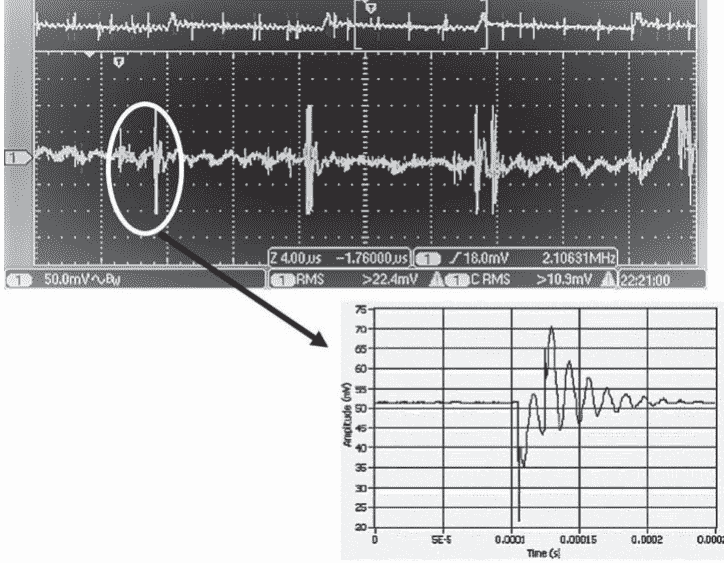 1
Z 4.00µs -1.76000µs 1 18.0mV 2.10631MHz
1 50.0mV 1 RMS >22.4mV 1 C RMS >10.9mV 22:21:00
75
70
65
60
55
50
45
40
35
30
25
20
Amplitude (mV)
0 5E-5 0.0001 0.00015 0.0002 0.0002
Time (s)